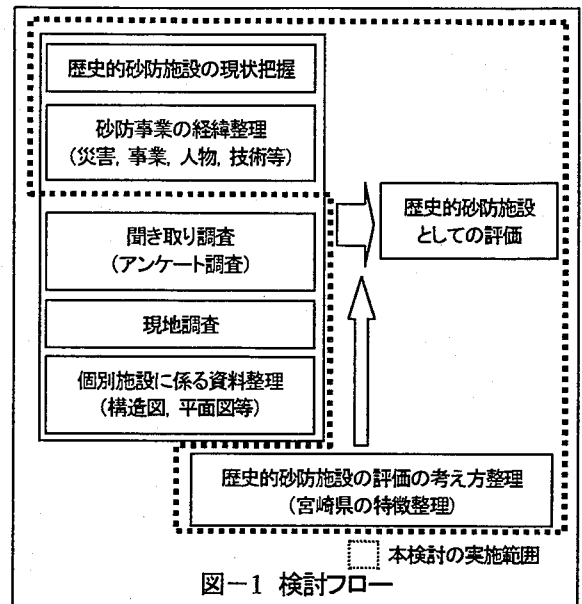 歴史的砂防施設の現状把握
砂防事業の経緯整理
(災害, 事業, 人物, 技術等)
聞き取り調査
(アンケート調査)
現地調査
個別施設に係る資料整理
(構造図, 平面図等)
歴史的砂防施設
としての評価
歴史的砂防施設の評価の考え方整理
(宮崎県の特徴整理)
本検討の実施範囲
図－1 検討フロー